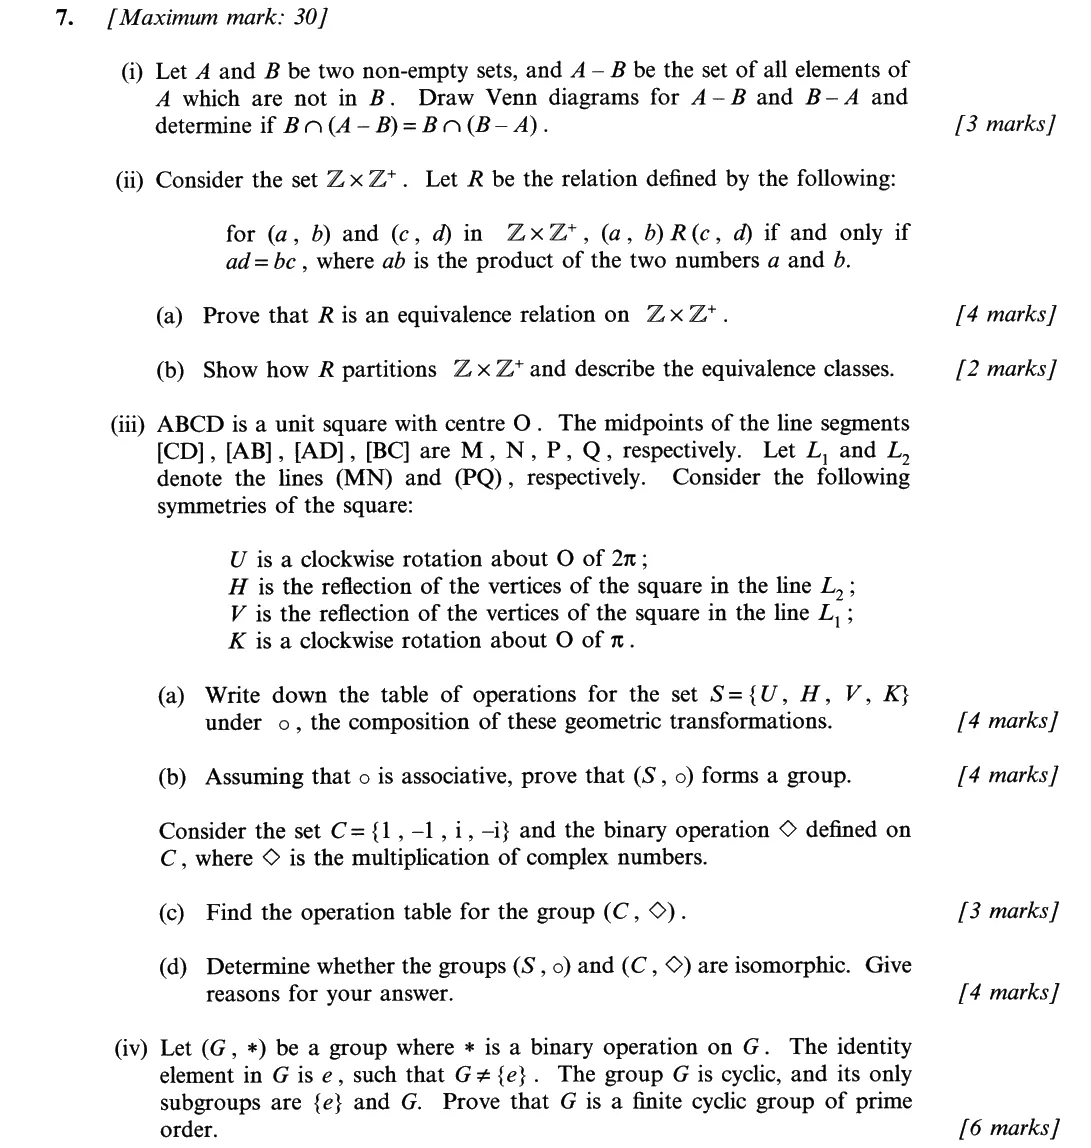 7. [Maximum mark: 30]
(i) Let A and B be two non-empty sets, and A – B be the set of all elements of
A which are not in B. Draw Venn diagrams for A – B and B – A and
determine if B ∩ (A – B) = B ∩ (B – A). [3 marks]
(ii) Consider the set ℤ × ℤ⁺. Let R be the relation defined by the following:
for (a, b) and (c, d) in ℤ × ℤ⁺, (a, b) R (c, d) if and only if
ad = bc, where ab is the product of the two numbers a and b.
(a) Prove that R is an equivalence relation on ℤ × ℤ⁺. [4 marks]
(b) Show how R partitions ℤ × ℤ⁺ and describe the equivalence classes. [2 marks]
(iii) ABCD is a unit square with centre O. The midpoints of the line segments
[CD], [AB], [AD], [BC] are M, N, P, Q, respectively. Let L₁ and L₂
denote the lines (MN) and (PQ), respectively. Consider the following
symmetries of the square:
U is a clockwise rotation about O of 2π;
H is the reflection of the vertices of the square in the line L₂;
V is the reflection of the vertices of the square in the line L₁;
K is a clockwise rotation about O of π.
(a) Write down the table of operations for the set S = {U, H, V, K}
under ∘, the composition of these geometric transformations. [4 marks]
(b) Assuming that ∘ is associative, prove that (S, ∘) forms a group. [4 marks]
Consider the set C = {1, –1, i, –i} and the binary operation ◇ defined on
C, where ◇ is the multiplication of complex numbers.
(c) Find the operation table for the group (C, ◇). [3 marks]
(d) Determine whether the groups (S, ∘) and (C, ◇) are isomorphic. Give
reasons for your answer. [4 marks]
(iv) Let (G, *) be a group where * is a binary operation on G. The identity
element in G is e, such that G ≠ {e}. The group G is cyclic, and its only
subgroups are {e} and G. Prove that G is a finite cyclic group of prime
order. [6 marks]